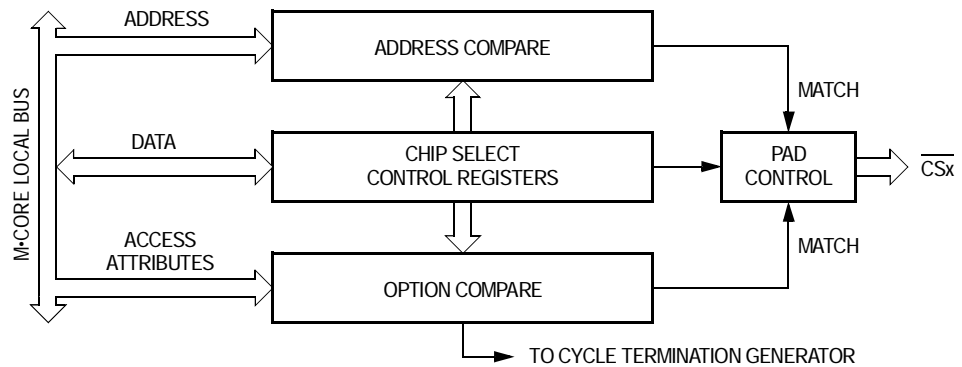 ADDRESS
ADDRESS COMPARE
MATCH
M•CORE LOCAL BUS
DATA
CHIP SELECT
CONTROL REGISTERS
PAD
CONTROL
CSx
ACCESS
ATTRIBUTES
OPTION COMPARE
MATCH
TO CYCLE TERMINATION GENERATOR